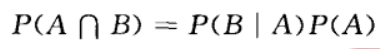 P(A ∩ B) = P(B | A)P(A)